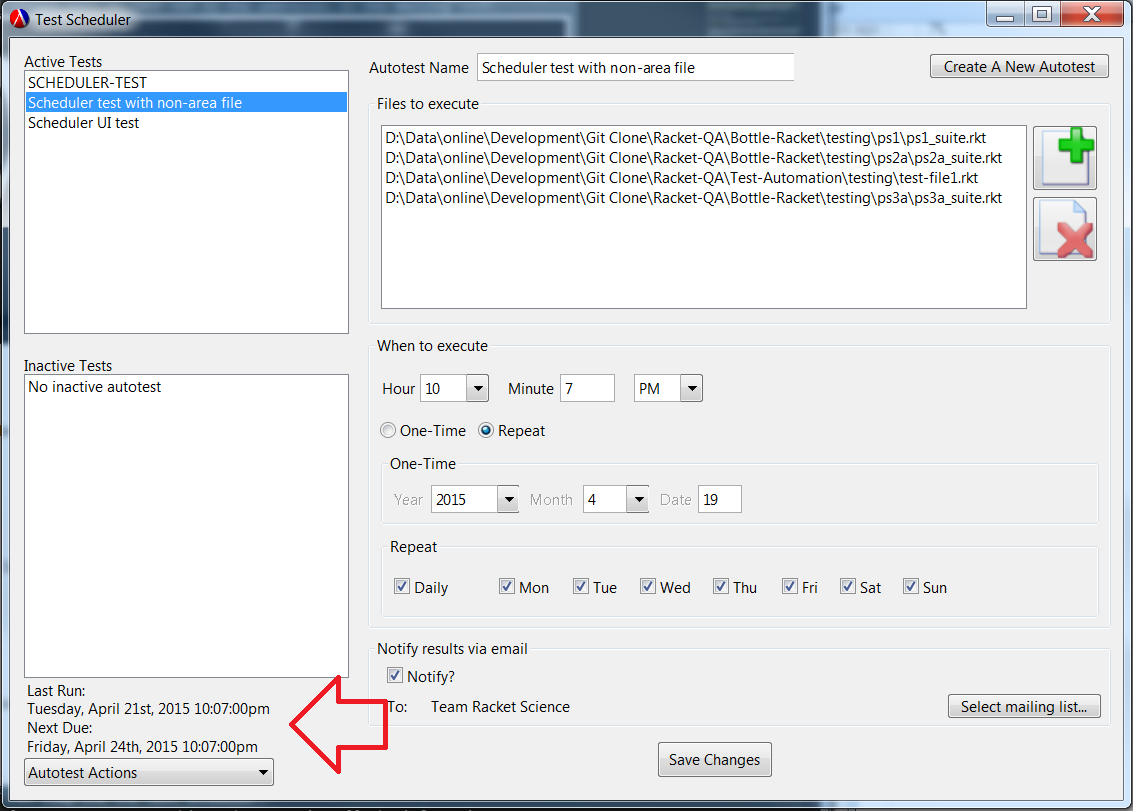 Test Scheduler
Active Tests
SCHEDULER-TEST
Scheduler test with non-area file
Scheduler UI test
Inactive Tests
No inactive autotest
Last Run:
Tuesday, April 21st, 2015 10:07:00pm
Next Due:
Friday, April 24th, 2015 10:07:00pm
Autotest Actions
Autotest Name Scheduler test with non-area file
Create A New Autotest
Files to execute
D:\Data\online\Development\Git Clone\Racket-QA\Bottle-Racket\testing\ps1\ps1_suite.rkt
D:\Data\online\Development\Git Clone\Racket-QA\Bottle-Racket\testing\ps2a\ps2a_suite.rkt
D:\Data\online\Development\Git Clone\Racket-QA\Test-Automation\testing\test-file1.rkt
D:\Data\online\Development\Git Clone\Racket-QA\Bottle-Racket\testing\ps3a\ps3a_suite.rkt
When to execute
Hour 10 Minute 7 PM
One-Time Repeat
One-Time
Year 2015 Month 4 Date 19
Repeat
Daily Mon Tue Wed Thu Fri Sat Sun
Notify results via email
Notify?
To: Team Racket Science
Select mailing list...
Save Changes